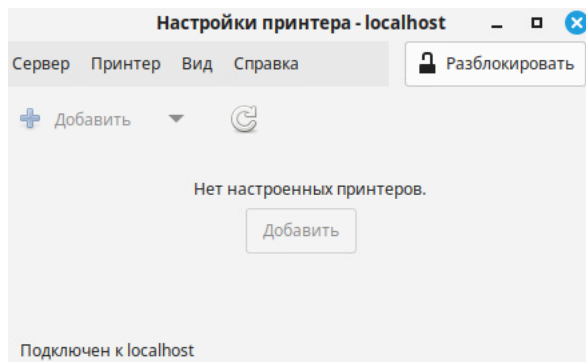 Настройки принтера - localhost
Сервер Принтер Вид Справка Разблокировать
Добавить
Нет настроенных принтеров.
Добавить
Подключен к localhost